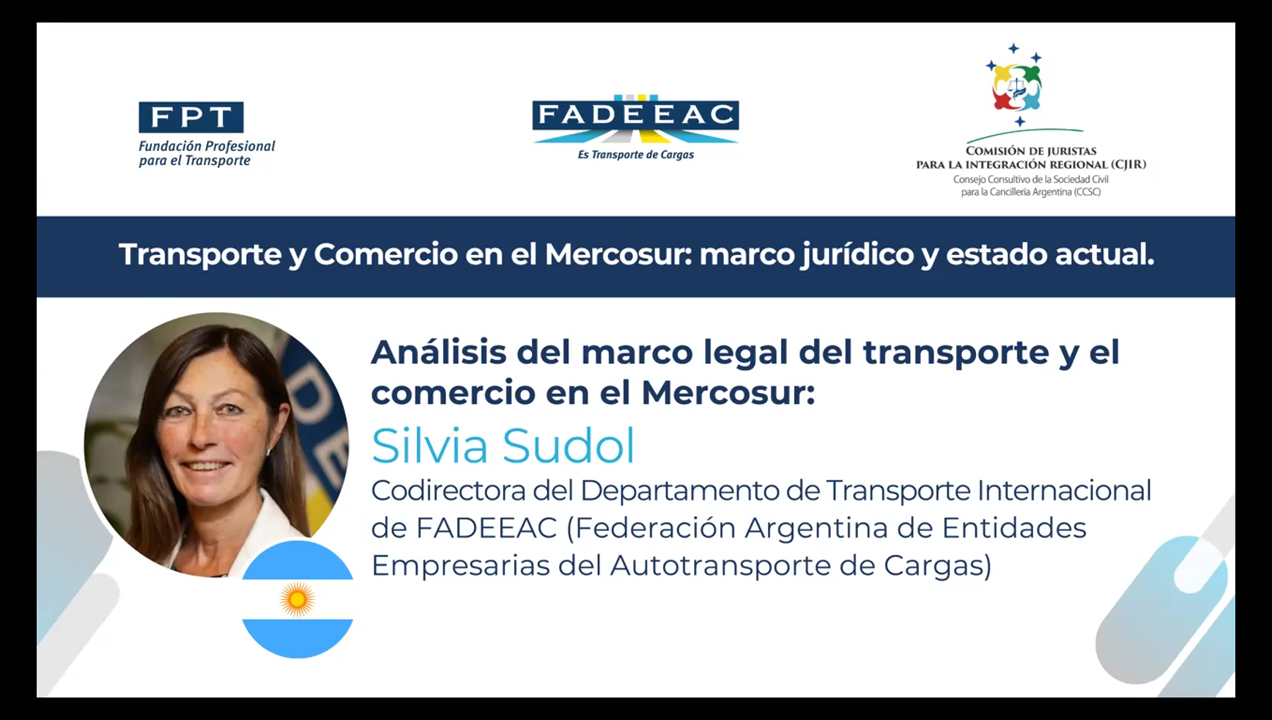 FPT
Fundación Profesional
para el Transporte
FADEEAC
Es Transporte de Cargas
COMISIÓN DE JURISTAS
PARA LA INTEGRACIÓN REGIONAL (CJIR)
Consejo Consultivo de la Sociedad Civil
para la Cancillería Argentina (CCSC)
Transporte y Comercio en el Mercosur: marco jurídico y estado actual.
Análisis del marco legal del transporte y el
comercio en el Mercosur:
Silvia Sudol
Codirectora del Departamento de Transporte Internacional
de FADEEAC (Federación Argentina de Entidades
Empresarias del Autotransporte de Cargas)
DE